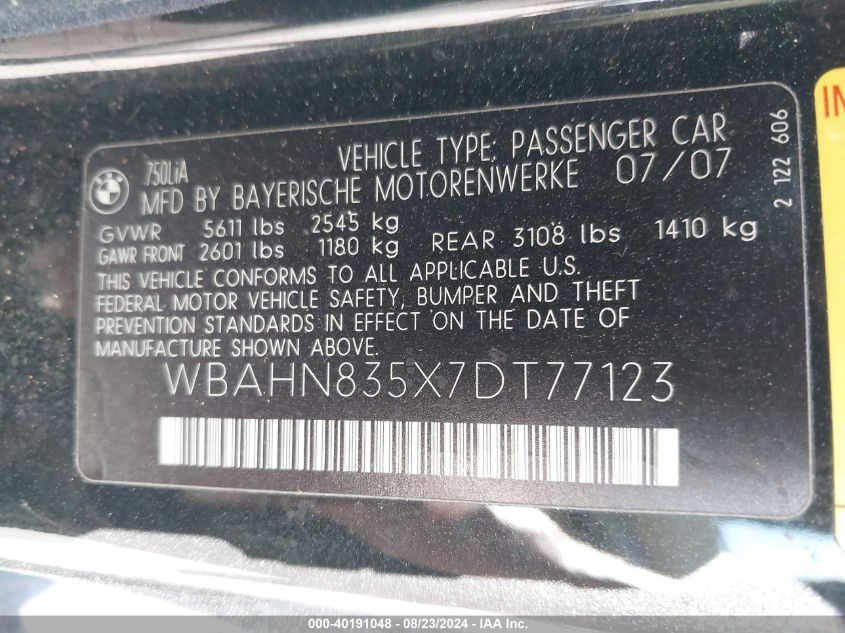 750LiA
VEHICLE TYPE: PASSENGER CAR
MFD BY BAYERISCHE MOTORENWERKE 07/07
GVWR 5611 lbs 2545 kg
GAWR FRONT 2601 lbs 1180 kg REAR 3108 lbs 1410 kg
THIS VEHICLE CONFORMS TO ALL APPLICABLE U.S.
FEDERAL MOTOR VEHICLE SAFETY, BUMPER AND THEFT
PREVENTION STANDARDS IN EFFECT ON THE DATE OF
MANUFACTURE SHOWN ABOVE.
WBAHN835X7DT77123
2 122 606
000-40191048 - 08/23/2024 - IAA, Inc.